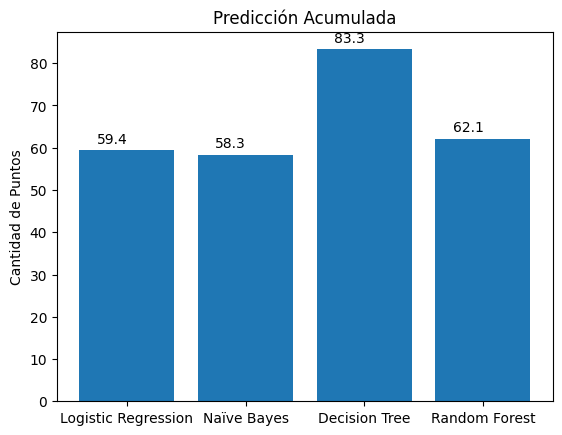 Predicción Acumulada
Cantidad de Puntos
80
70
60
50
40
30
20
10
0
59.4
58.3
83.3
62.1
Logistic Regression
Naïve Bayes
Decision Tree
Random Forest